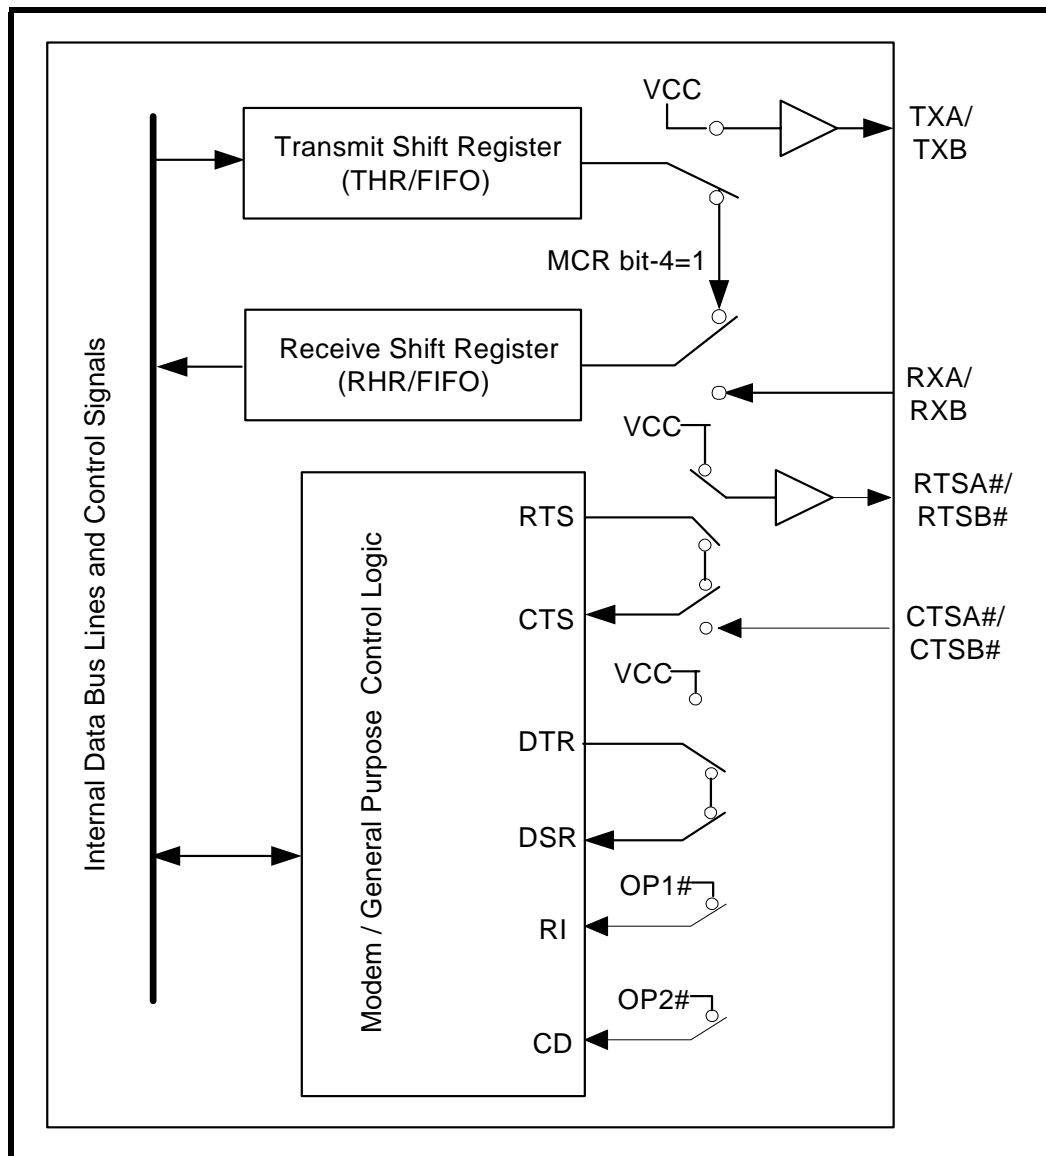 VCC
TXA/
TXB
Transmit Shift Register
(THR/FIFO)
MCR bit-4=1
Receive Shift Register
(RHR/FIFO)
RXA/
RXB
VCC
RTSA#/
RTSB#
RTS
CTS
CTSA#/
CTSB#
VCC
DTR
DSR
OP1#
RI
OP2#
CD
Internal Data Bus Lines and Control Signals
Modem / General Purpose Control Logic